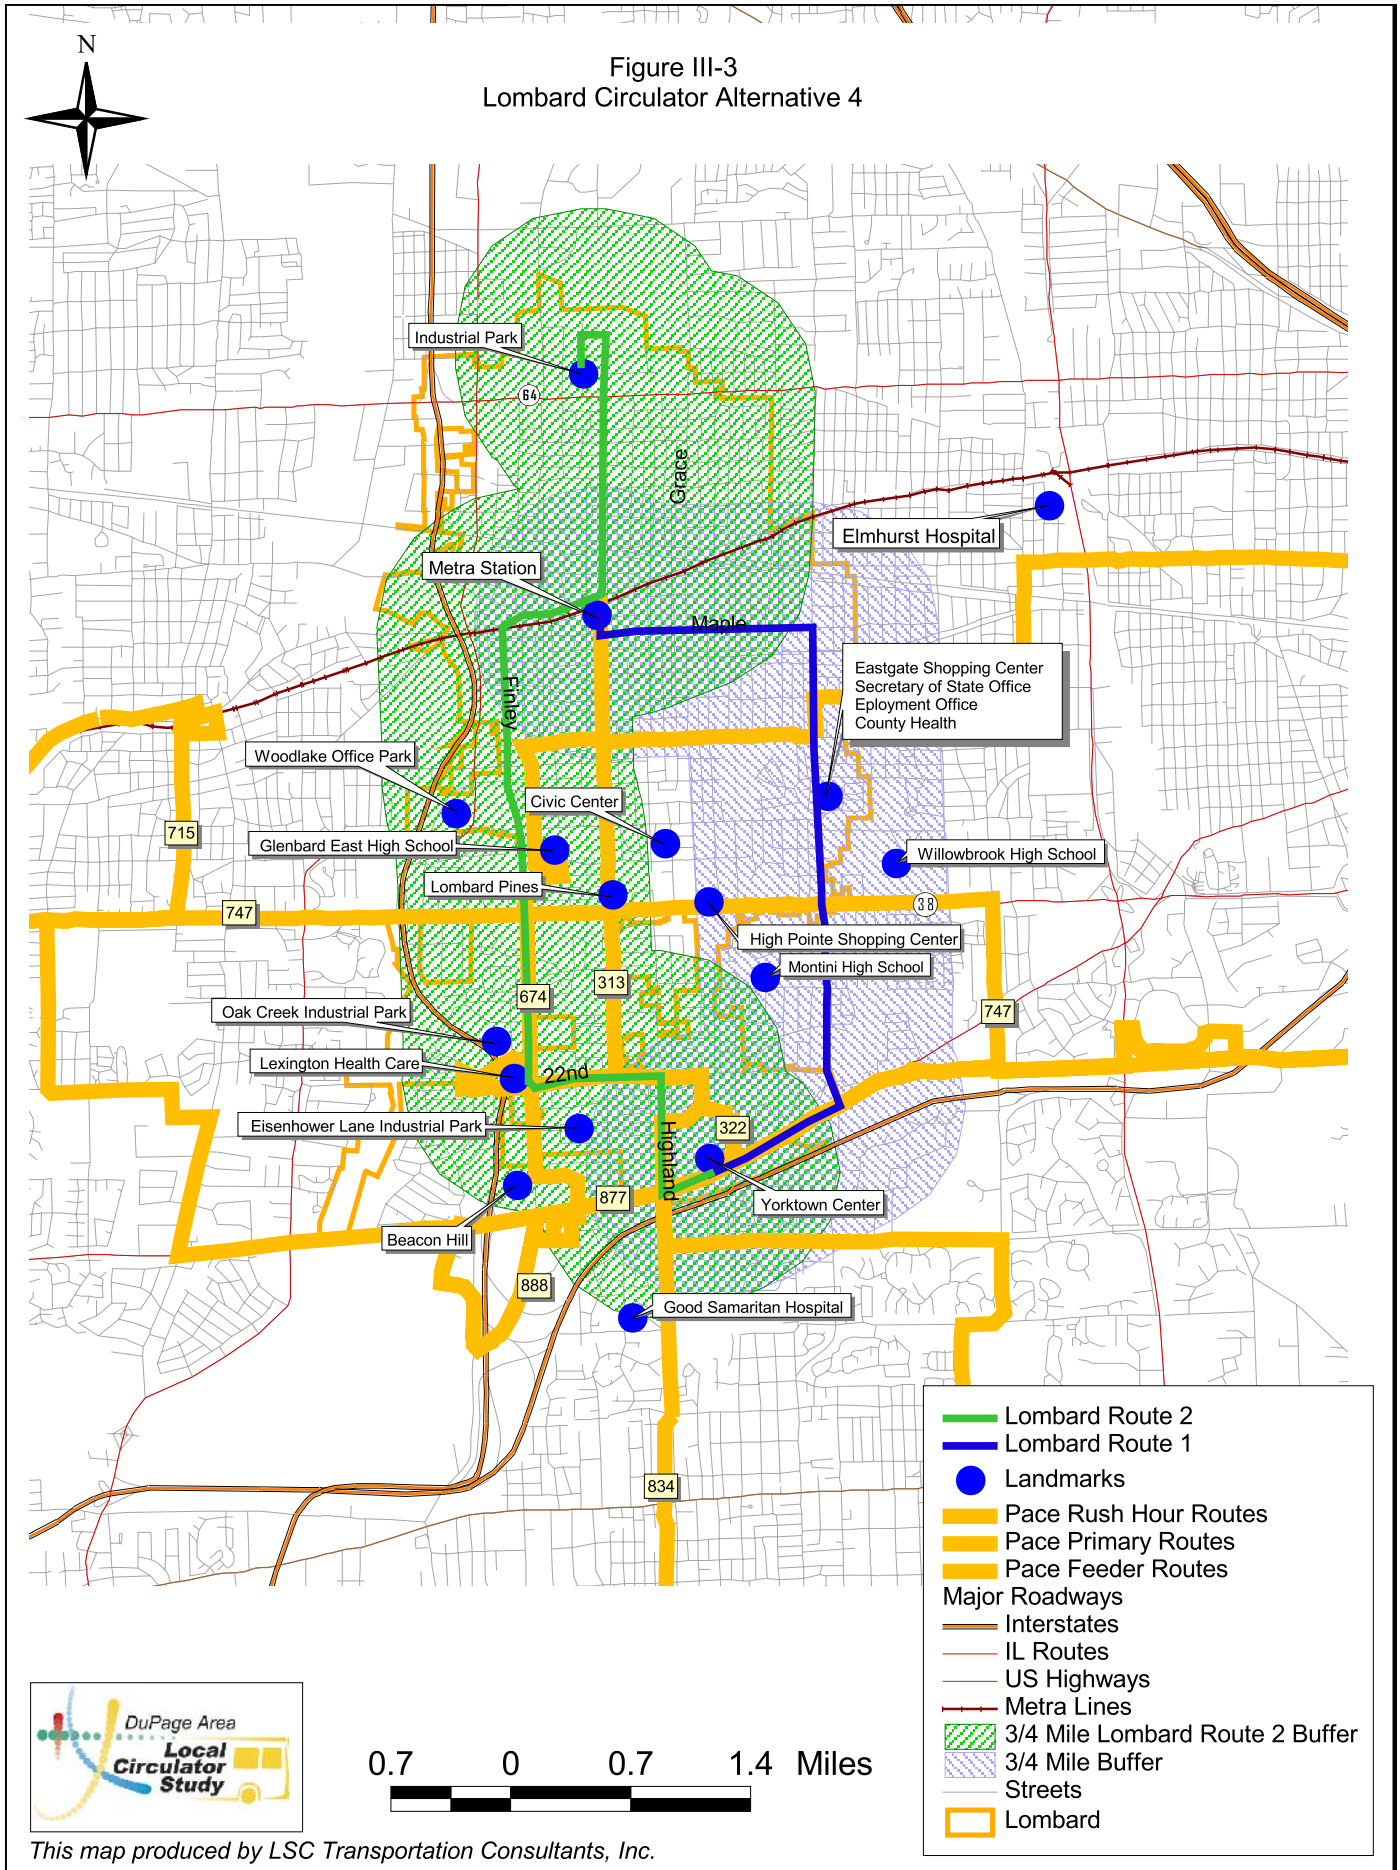 N
Figure III-3
Lombard Circulator Alternative 4
Industrial Park
64
Grace
Elmhurst Hospital
Metra Station
Maple
Eastgate Shopping Center
Secretary of State Office
Eployment Office
County Health
Finley
Woodlake Office Park
Civic Center
715
Glenbard East High School
Willowbrook High School
Lombard Pines
747
38
High Pointe Shopping Center
Montini High School
313
674
Oak Creek Industrial Park
747
Lexington Health Care
22nd
Eisenhower Lane Industrial Park
322
Highland
877
Yorktown Center
Beacon Hill
888
Good Samaritan Hospital
834
Lombard Route 2
Lombard Route 1
Landmarks
Pace Rush Hour Routes
Pace Primary Routes
Pace Feeder Routes
Major Roadways
Interstates
IL Routes
US Highways
Metra Lines
3/4 Mile Lombard Route 2 Buffer
3/4 Mile Buffer
Streets
Lombard
DuPage Area
Local
Circulator
Study
0.7 0 0.7 1.4 Miles
This map produced by LSC Transportation Consultants, Inc.